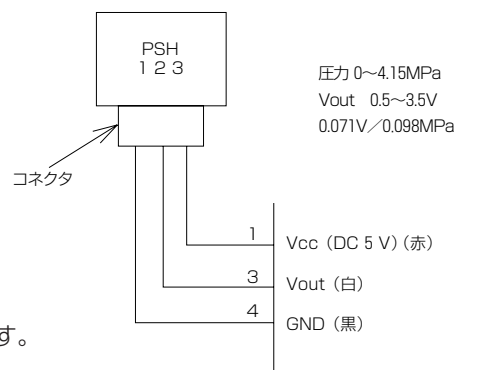 PSH
1 2 3
圧力 0～4.15MPa
Vout 0.5～3.5V
0.071V／0.098MPa
コネクタ
1 Vcc（DC 5 V）（赤）
3 Vout（白）
4 GND（黒）
す。